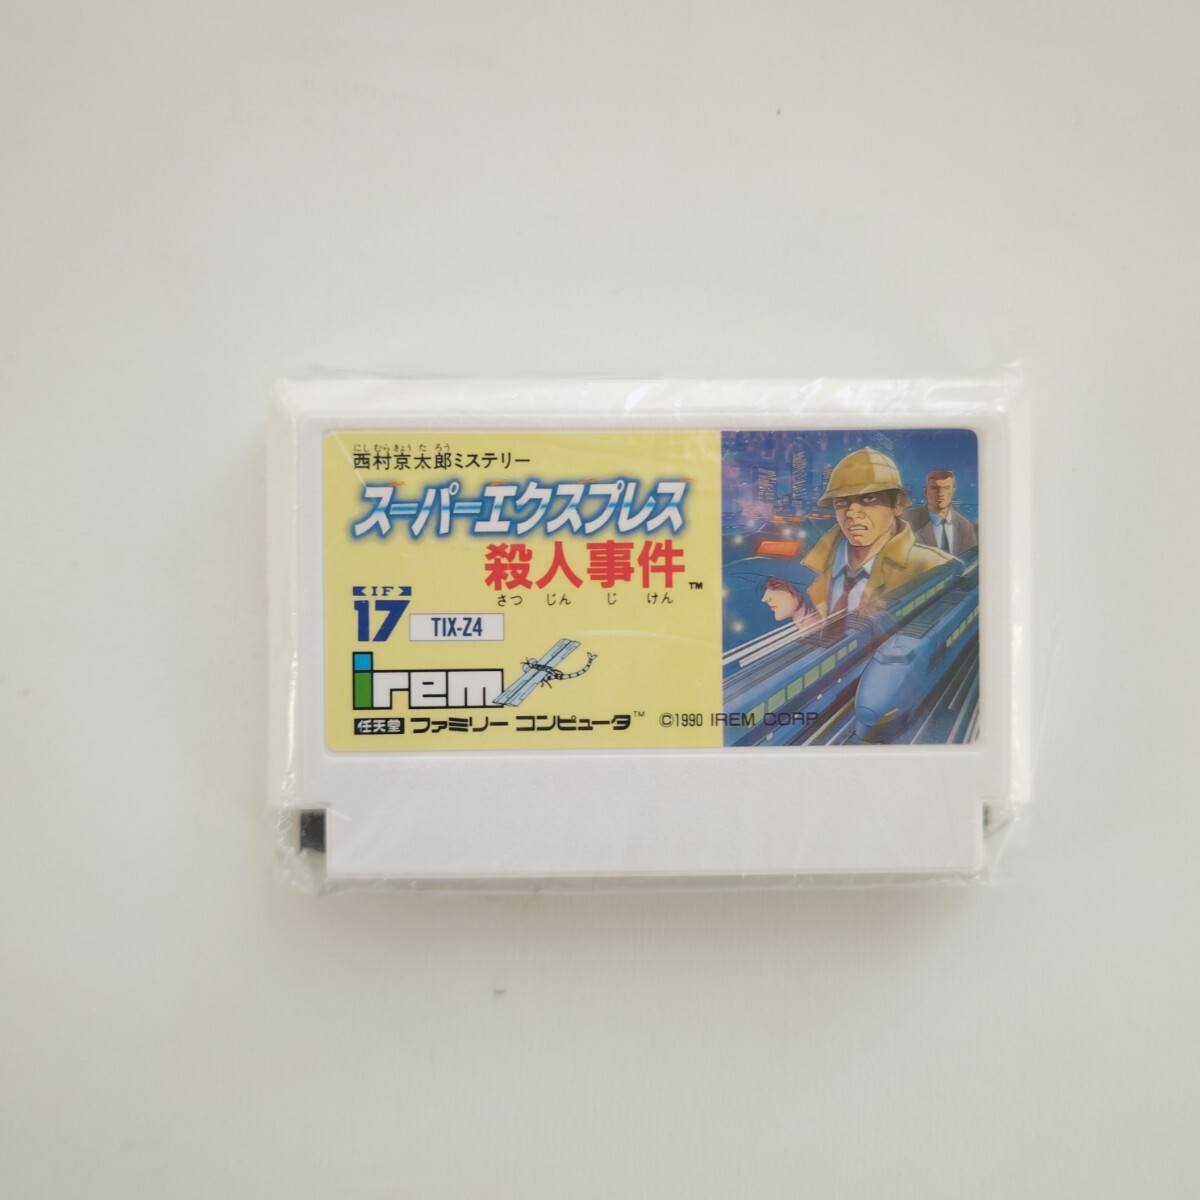 にしむらきょうたろう
西村京太郎ミステリー
スーパーエクスプレス
殺人事件™
さつ じん じ けん
IF
17 TIX-Z4
irem
任天堂 ファミリー コンピュータ™ ©1990 IREM CORP.